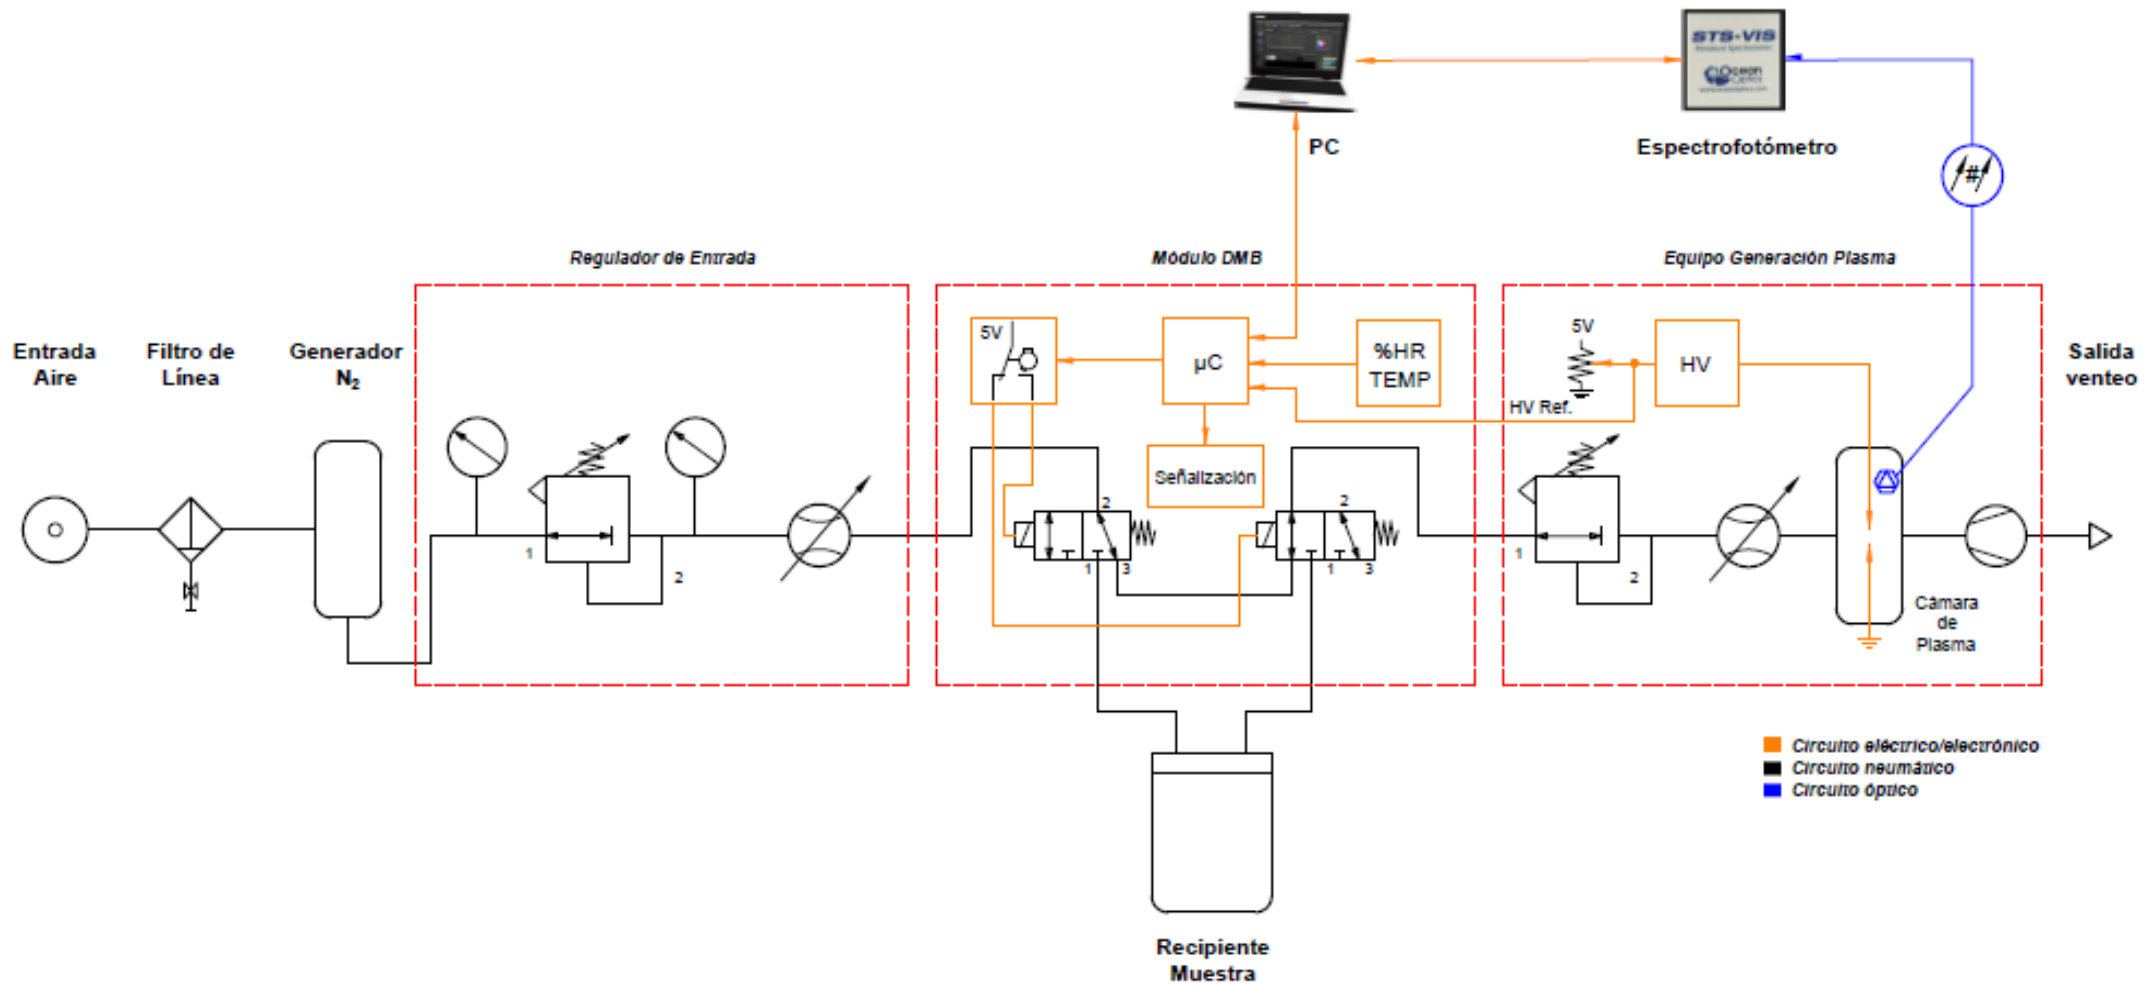 STS-VIS
Ocean
Optics
PC
Espectrofotómetro
#
Regulador de Entrada
Módulo DMB
Equipo Generación Plasma
Entrada
Aire
Filtro de
Línea
Generador
N₂
5V
µC
%HR
TEMP
5V
HV
Salida
venteo
HV Ref.
Señalización
2
2
1
2
1
3
1
3
1
2
Cámara
de
Plasma
Circuito eléctrico/electrónico
Circuito neumático
Circuito óptico
Recipiente
Muestra